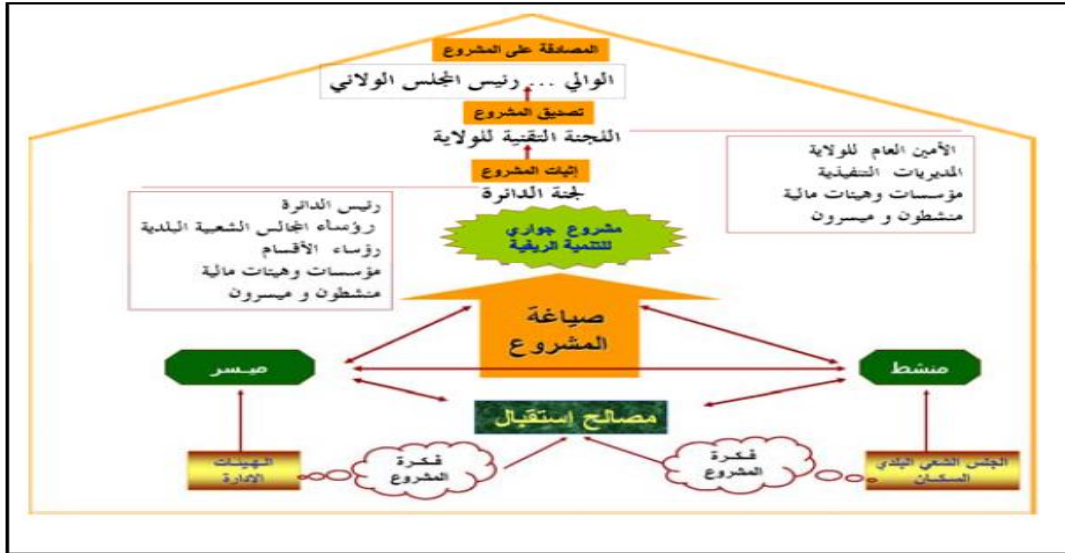 المصادقة على المشروع
الوالي ... رئيس المجلس الولائي
تصديق المشروع
اللجنة التقنية للولاية
إثبات المشروع
لجنة الدائرة
الأمين العام للولاية
المديريات التنفيذية
مؤسسات وهيئات مالية
منشطون و ميسرون
رئيس الدائرة
رؤساء المجالس الشعبية البلدية
رؤساء الأقسام
مؤسسات وهيئات مالية
منشطون و ميسرون
مشروع جواري
للتنمية الريفية
صياغة
المشروع
منشط
ميسر
مصالح إستقبال
المجلس الشعبي البلدي
السكان
فكرة
المشروع
فكرة
المشروع
الهيئات
الادارة